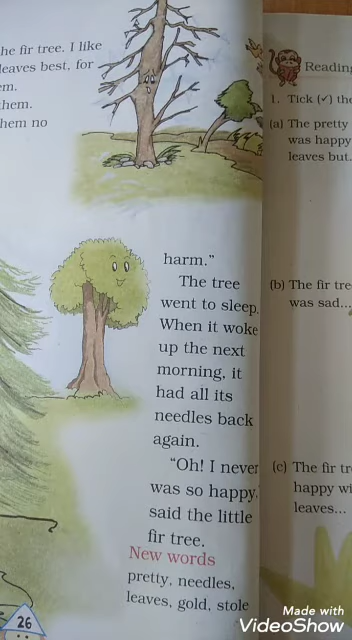 he fir tree. I like
leaves best, for
em.
them.
hem no
harm.”
The tree
went to sleep.
When it woke
up the next
morning, it
had all its
needles back
again.
“Oh! I never
was so happy,”
said the little
fir tree.
New words
pretty, needles,
leaves, gold, stole
26
Reading
1. Tick (✓) the
(a) The pretty
was happy
leaves but...
(b) The fir tre
was sad...
(c) The fir tr
happy wi
leaves...
Made with
VideoShow